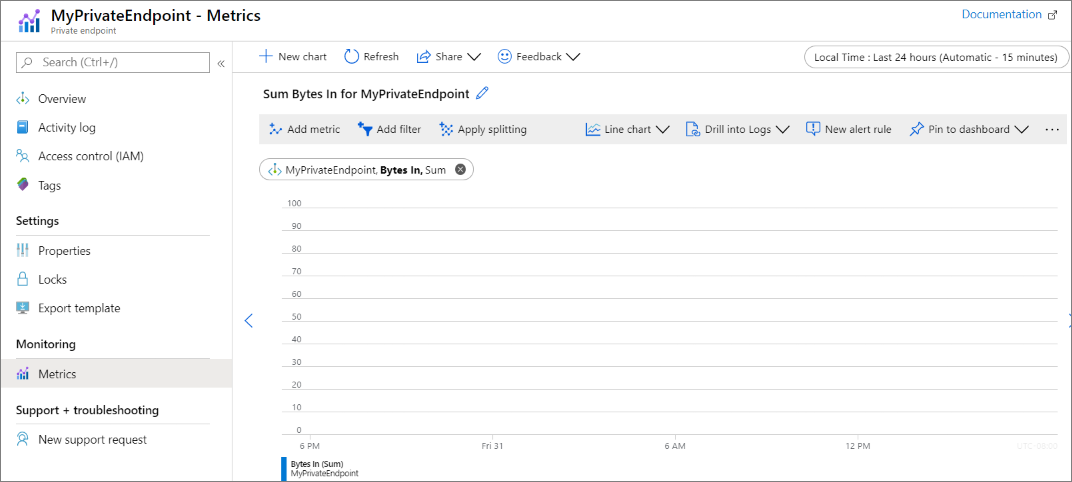 MyPrivateEndpoint - Metrics
Private endpoint
Documentation
Search (Ctrl+/)
«
Overview
Activity log
Access control (IAM)
Tags
Settings
Properties
Locks
Export template
Monitoring
Metrics
Support + troubleshooting
New support request
New chart Refresh Share Feedback
Local Time : Last 24 hours (Automatic - 15 minutes)
Sum Bytes In for MyPrivateEndpoint
Add metric Add filter Apply splitting Line chart Drill into Logs New alert rule Pin to dashboard ...
MyPrivateEndpoint, Bytes In, Sum
100
90
80
70
60
50
40
30
20
10
0
6 PM Fri 31 6 AM 12 PM UTC-08:00
Bytes In (Sum)
MyPrivateEndpoint